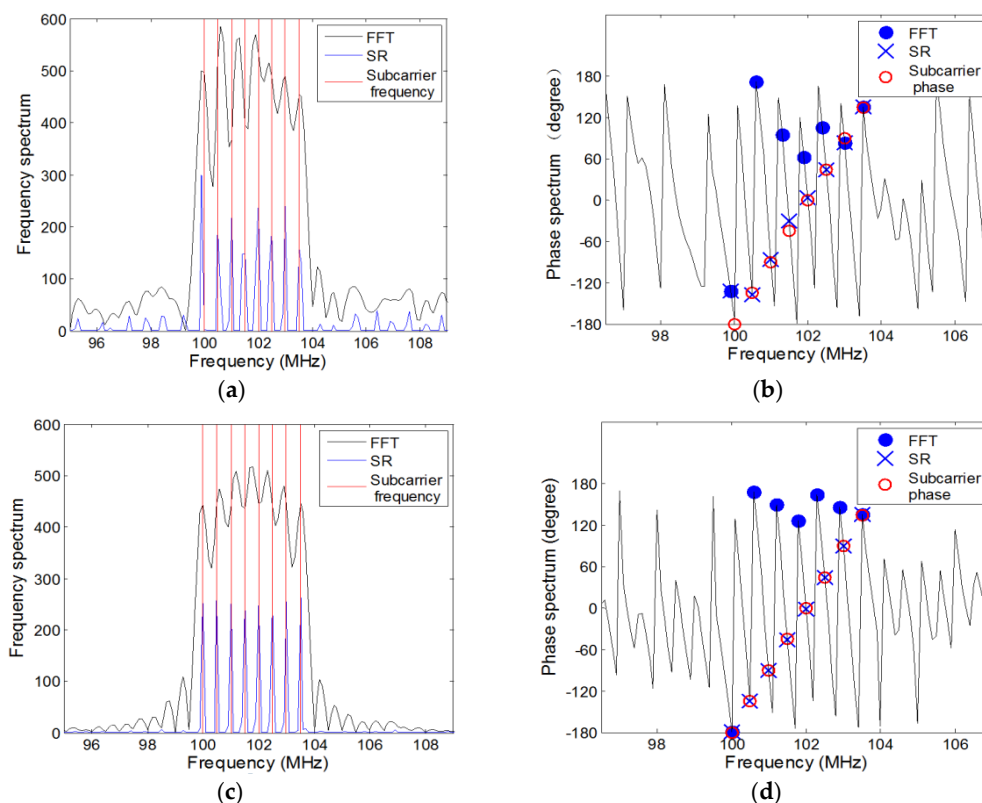 600
500
400
300
200
100
0
Frequency spectrum
FFT
SR
Subcarrier
frequency
96 98 100 102 104 106 108
Frequency (MHz)
(a)
180
120
60
0
-60
-120
-180
Phase spectrum (degree)
FFT
SR
Subcarrier
phase
98 100 102 104 106
Frequency (MHz)
(b)
600
500
400
300
200
100
0
Frequency spectrum
FFT
SR
Subcarrier
frequency
96 98 100 102 104 106 108
Frequency (MHz)
(c)
180
120
60
0
-60
-120
-180
Phase spectrum (degree)
FFT
SR
Subcarrier
phase
98 100 102 104 106
Frequency (MHz)
(d)